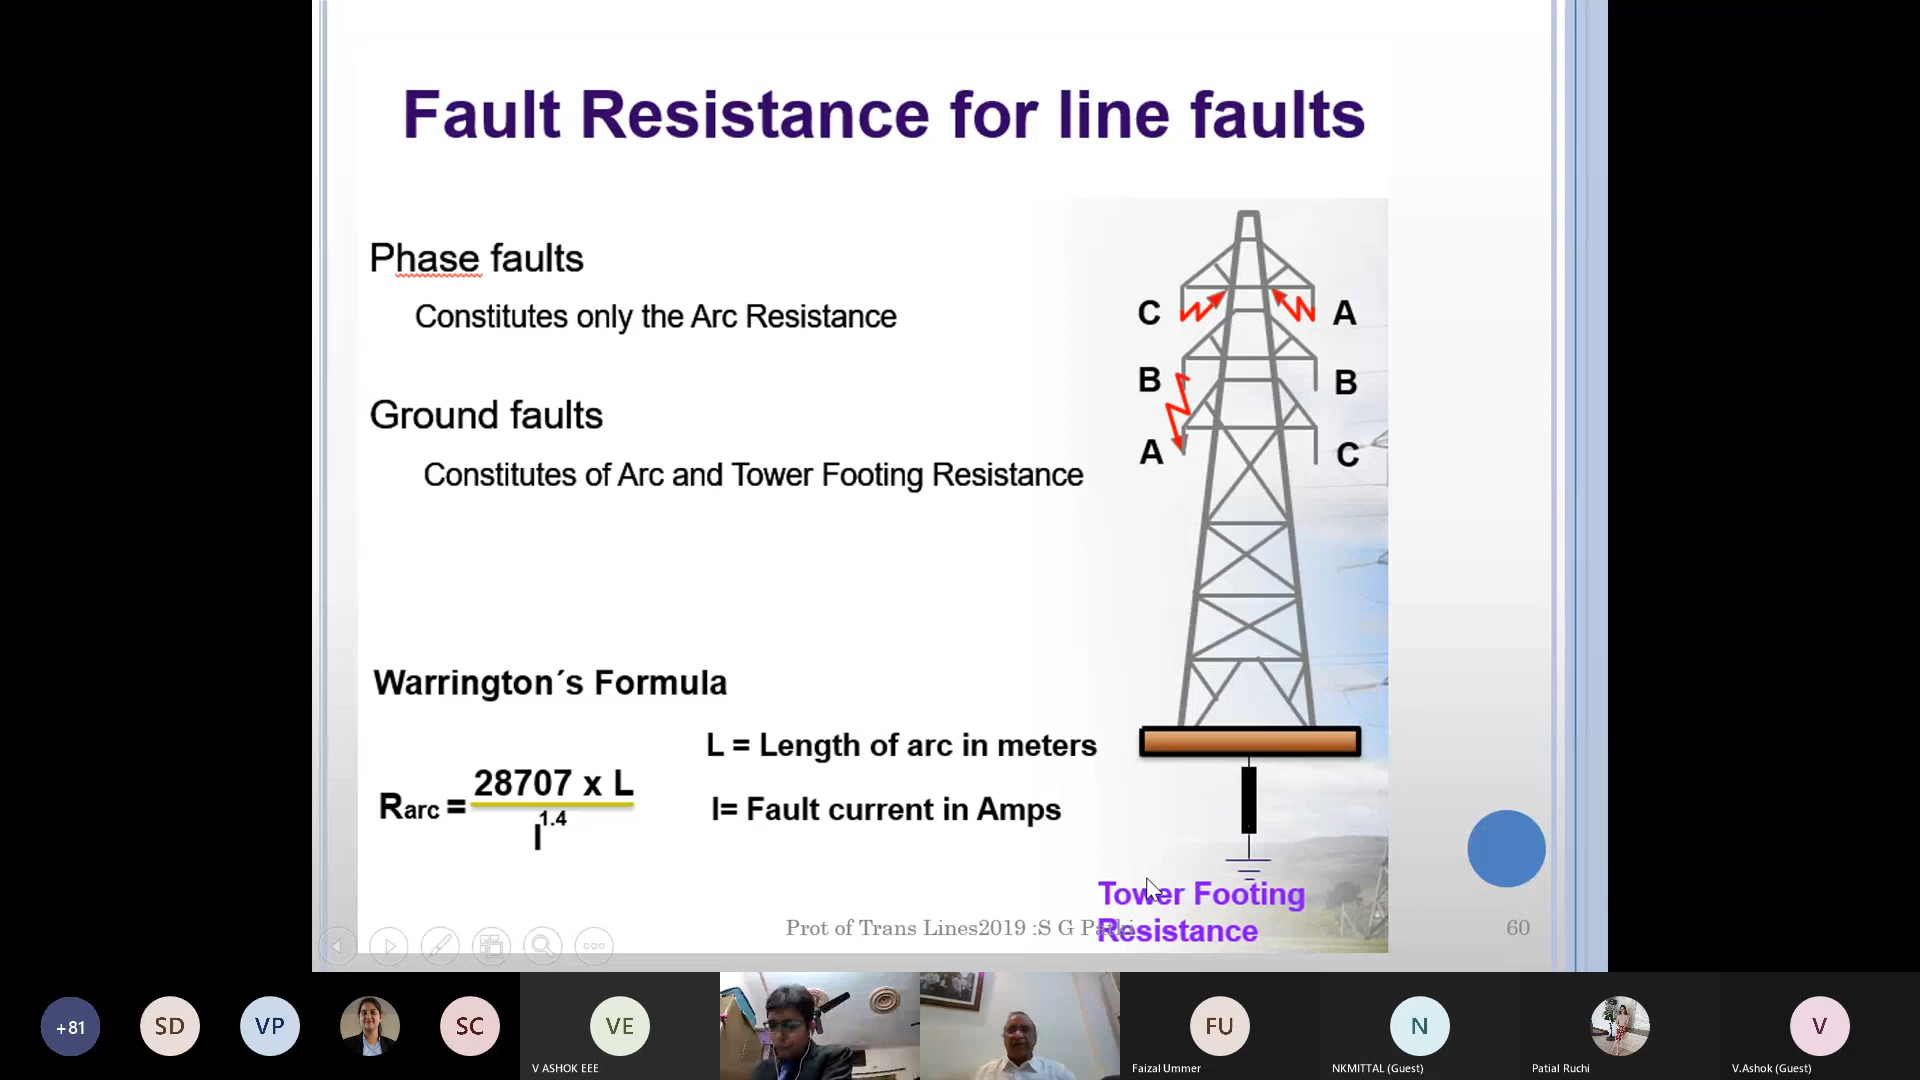 Fault Resistance for line faults
Phase faults
Constitutes only the Arc Resistance
Ground faults
Constitutes of Arc and Tower Footing Resistance
C A
B B
A C
Warrington´s Formula
L = Length of arc in meters
Rarc = 28707 x L
I1.4
I= Fault current in Amps
Tower Footing
Resistance
Prot of Trans Lines2019 :S G
60
+81
SD
VP
SC
VE
V ASHOK EEE
FU
Faizal Ummer
N
NKMITTAL (Guest)
Patial Ruchi
V
V.Ashok (Guest)